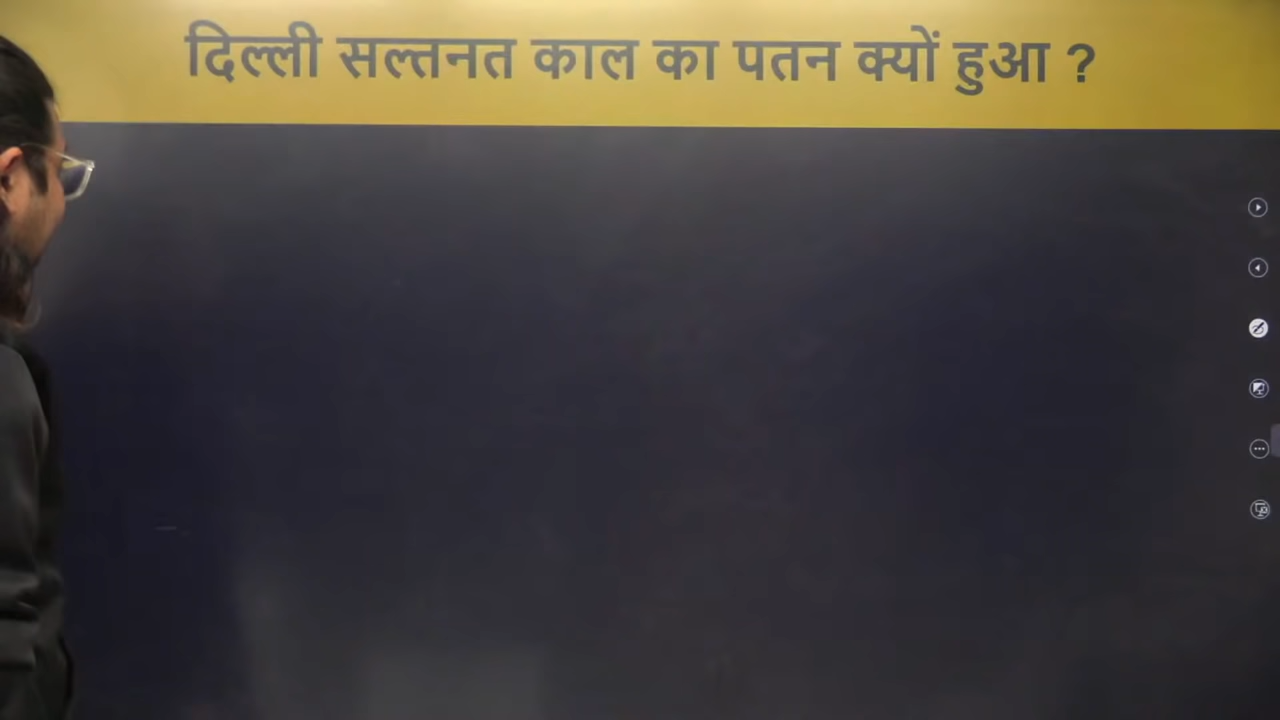 दिल्ली सल्तनत काल का पतन क्यों हुआ ?